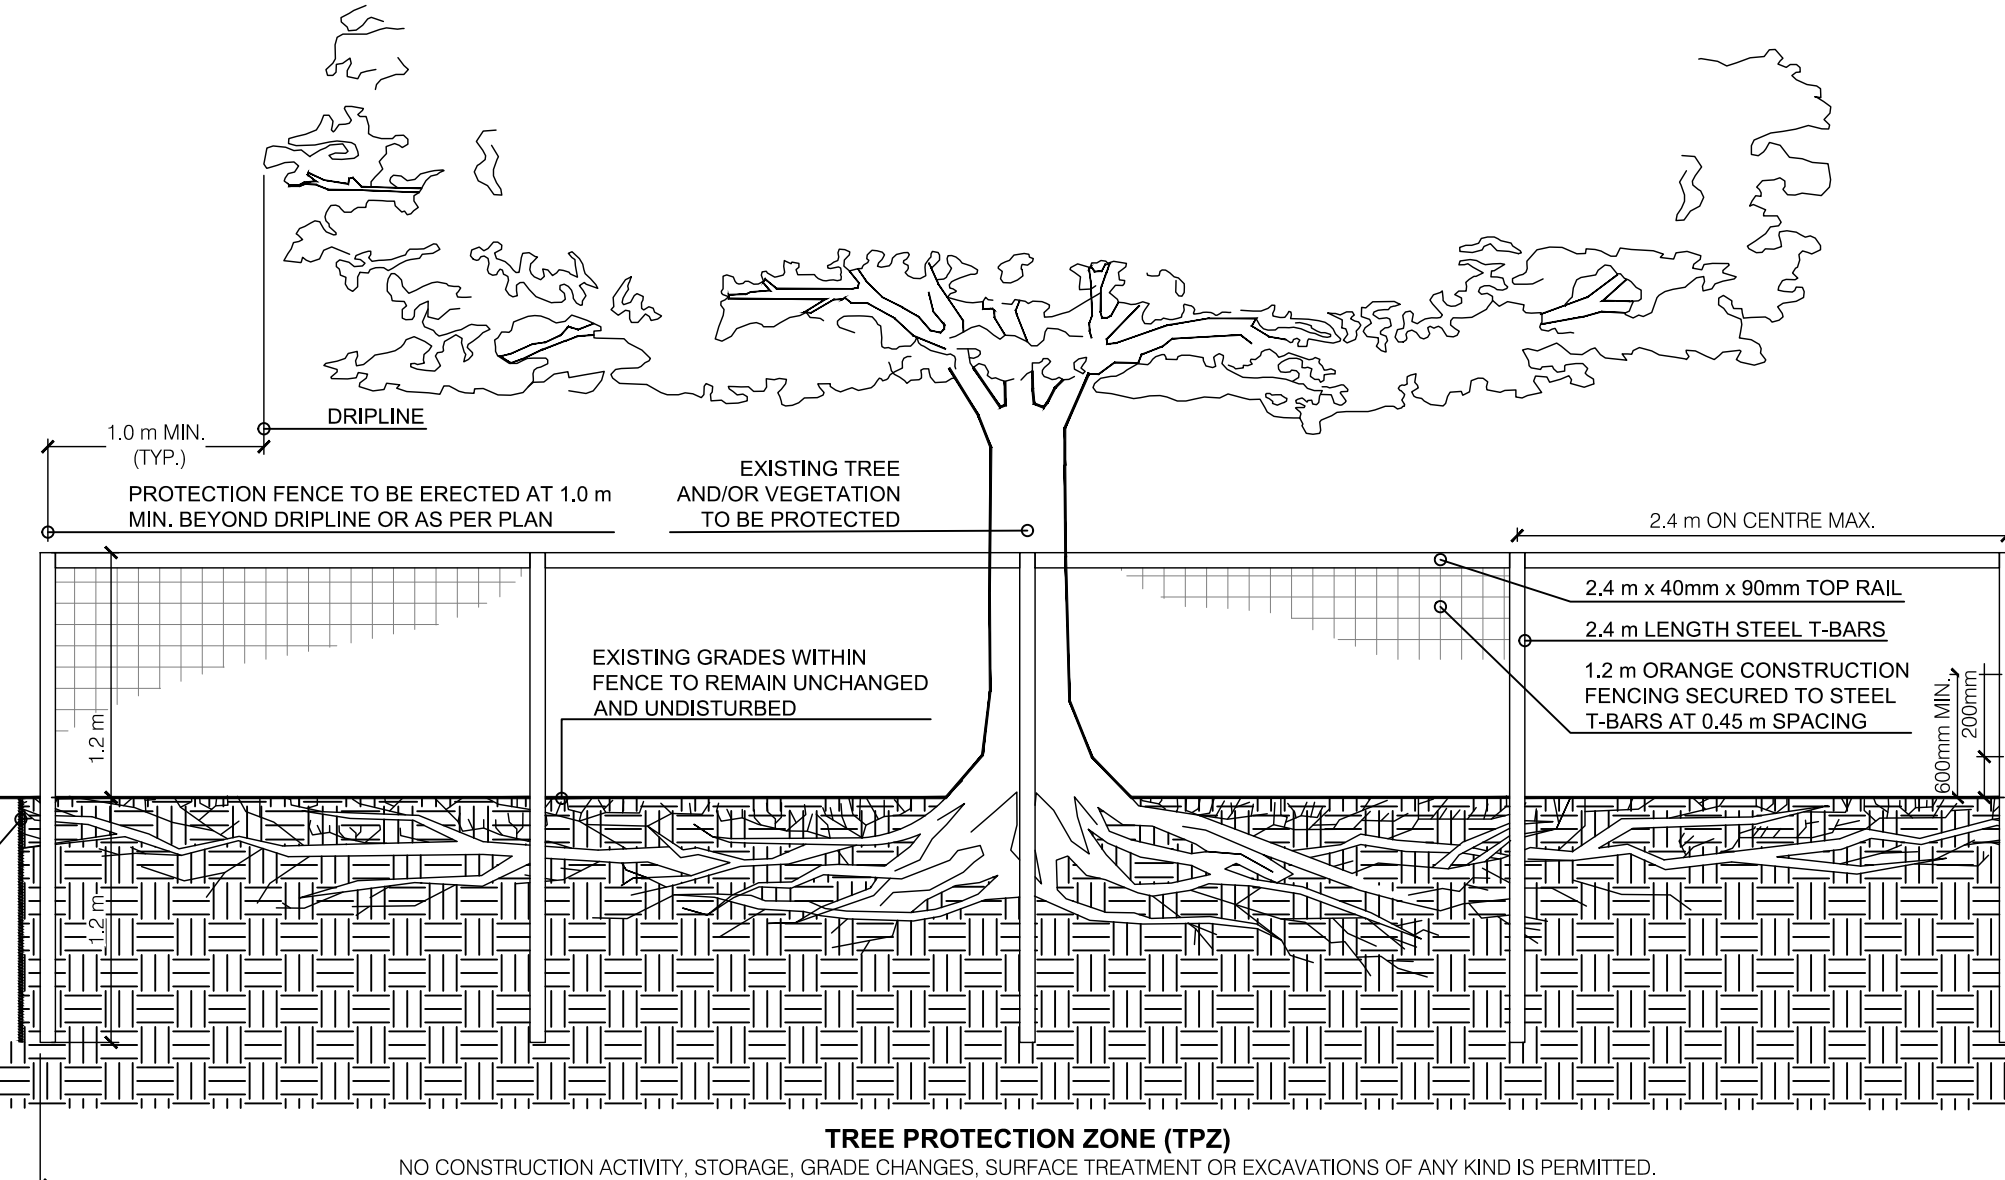 DRIPLINE
1.0 m MIN.
(TYP.)
PROTECTION FENCE TO BE ERECTED AT 1.0 m
MIN. BEYOND DRIPLINE OR AS PER PLAN
EXISTING TREE
AND/OR VEGETATION
TO BE PROTECTED
2.4 m ON CENTRE MAX.
2.4 m x 40mm x 90mm TOP RAIL
2.4 m LENGTH STEEL T-BARS
1.2 m ORANGE CONSTRUCTION
FENCING SECURED TO STEEL
T-BARS AT 0.45 m SPACING
EXISTING GRADES WITHIN
FENCE TO REMAIN UNCHANGED
AND UNDISTURBED
1.2 m
600mm MIN.
200mm
1.2 m
TREE PROTECTION ZONE (TPZ)
NO CONSTRUCTION ACTIVITY, STORAGE, GRADE CHANGES, SURFACE TREATMENT OR EXCAVATIONS OF ANY KIND IS PERMITTED.